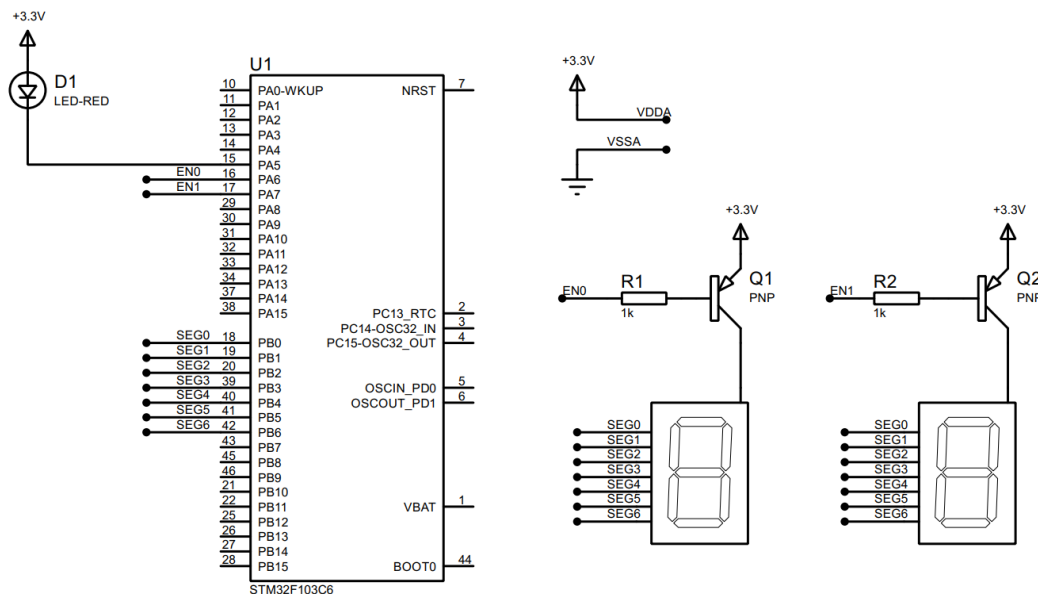 +3.3V
D1
LED-RED
U1
10 PA0-WKUP NRST 7
11 PA1
12 PA2
13 PA3
14 PA4
15 PA5
EN0 16 PA6
EN1 17 PA7
29 PA8
30 PA9
31 PA10
32 PA11
33 PA12
34 PA13
37 PA14
38 PA15
PC13_RTC 2
PC14-OSC32_IN 3
PC15-OSC32_OUT 4
SEG0 18 PB0
SEG1 19 PB1
SEG2 20 PB2
SEG3 39 PB3
SEG4 40 PB4
SEG5 41 PB5
SEG6 42 PB6
43 PB7
45 PB8
46 PB9
21 PB10
22 PB11
25 PB12
26 PB13
27 PB14
28 PB15
OSCIN_PD0 5
OSCOUT_PD1 6
VBAT 1
BOOT0 44
STM32F103C6
+3.3V
VDDA
VSSA
+3.3V
EN0
R1
1k
Q1
PNP
SEG0
SEG1
SEG2
SEG3
SEG4
SEG5
SEG6
+3.3V
EN1
R2
1k
Q2
PNP
SEG0
SEG1
SEG2
SEG3
SEG4
SEG5
SEG6